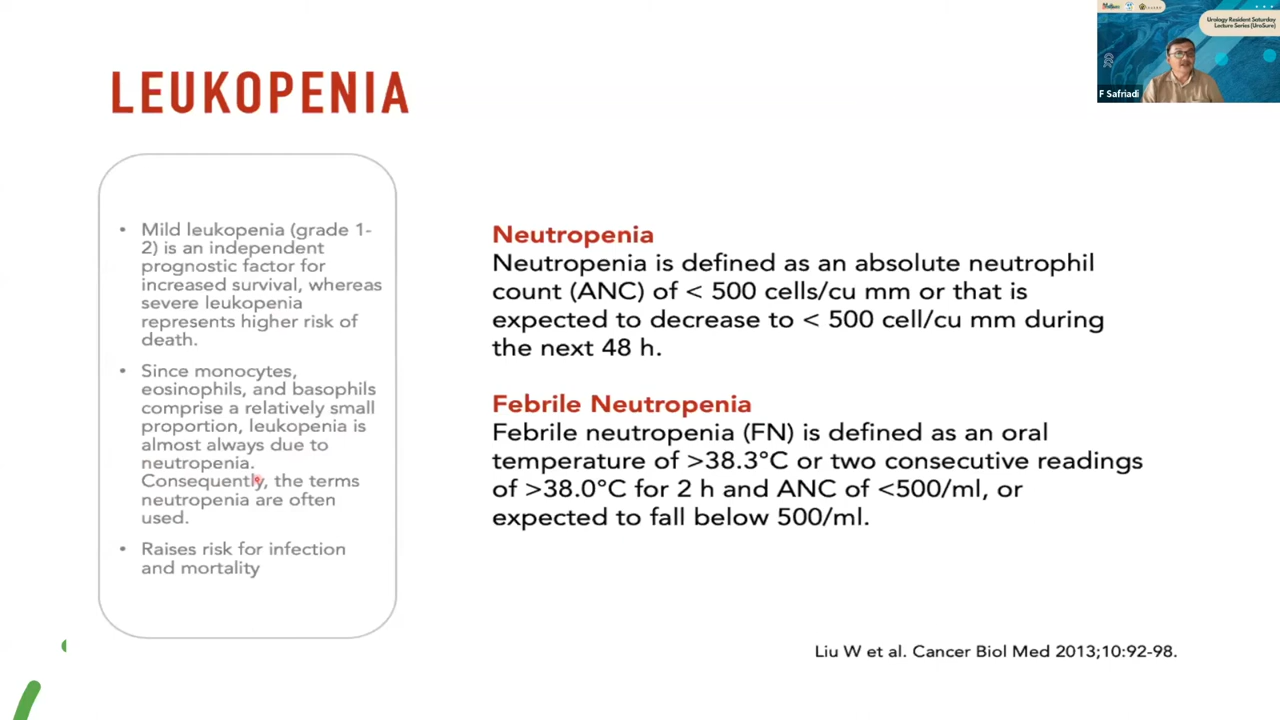 Urology Resident Saturday
Lecture Series (UroSure)
F Safriadi
LEUKOPENIA
• Mild leukopenia (grade 1-
2) is an independent
prognostic factor for
increased survival, whereas
severe leukopenia
represents higher risk of
death.
• Since monocytes,
eosinophils, and basophils
comprise a relatively small
proportion, leukopenia is
almost always due to
neutropenia.
Consequently, the terms
neutropenia are often
used.
• Raises risk for infection
and mortality
Neutropenia
Neutropenia is defined as an absolute neutrophil
count (ANC) of < 500 cells/cu mm or that is
expected to decrease to < 500 cell/cu mm during
the next 48 h.
Febrile Neutropenia
Febrile neutropenia (FN) is defined as an oral
temperature of >38.3°C or two consecutive readings
of >38.0°C for 2 h and ANC of <500/ml, or
expected to fall below 500/ml.
Liu W et al. Cancer Biol Med 2013;10:92-98.